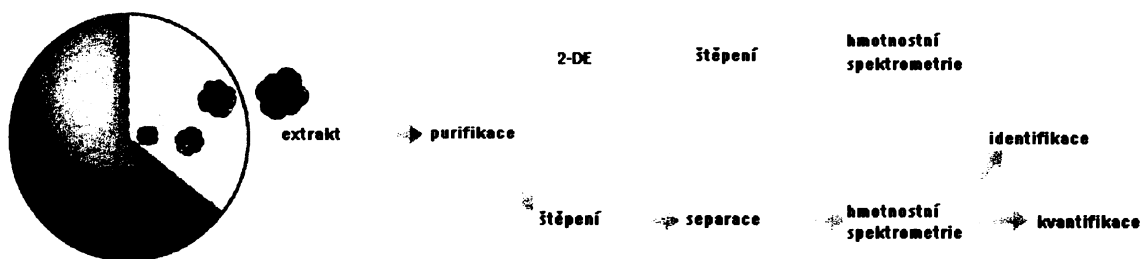 2-DE
štěpení
hmotnostní
spektrometrie
extrakt
purifikace
identifikace
štěpení
separace
hmotnostní
spektrometrie
kvantifikace